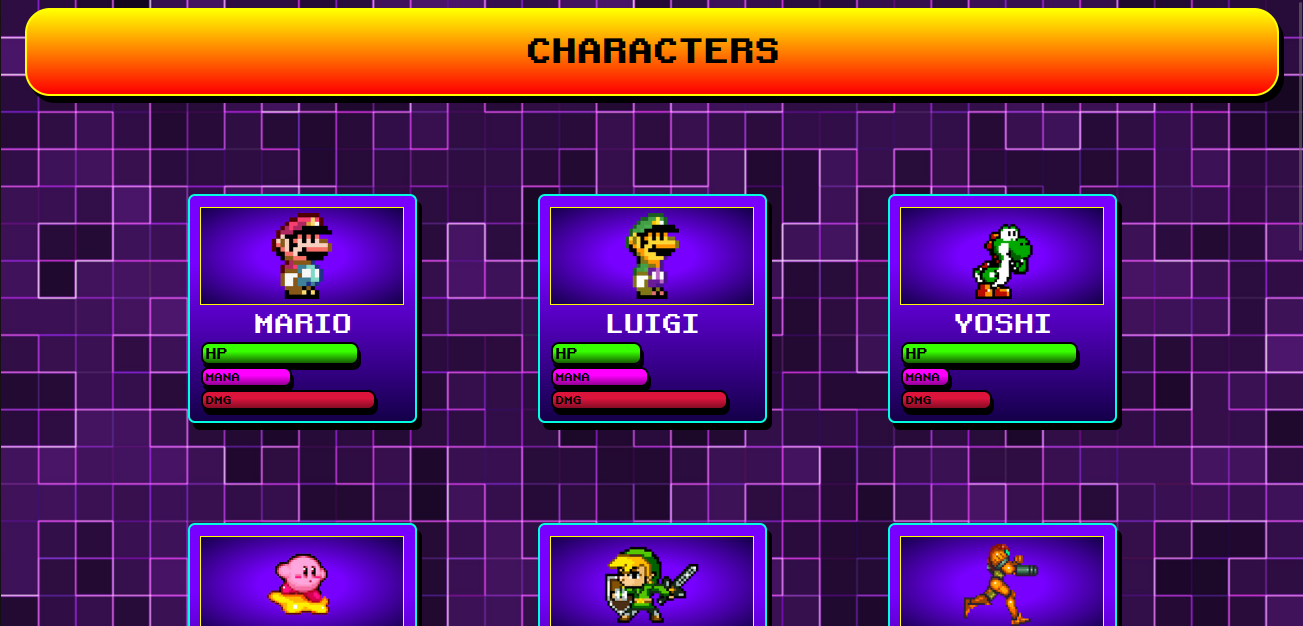 CHARACTERS
MARIO
HP
MANA
DMG
LUIGI
HP
MANA
DMG
YOSHI
HP
MANA
DMG